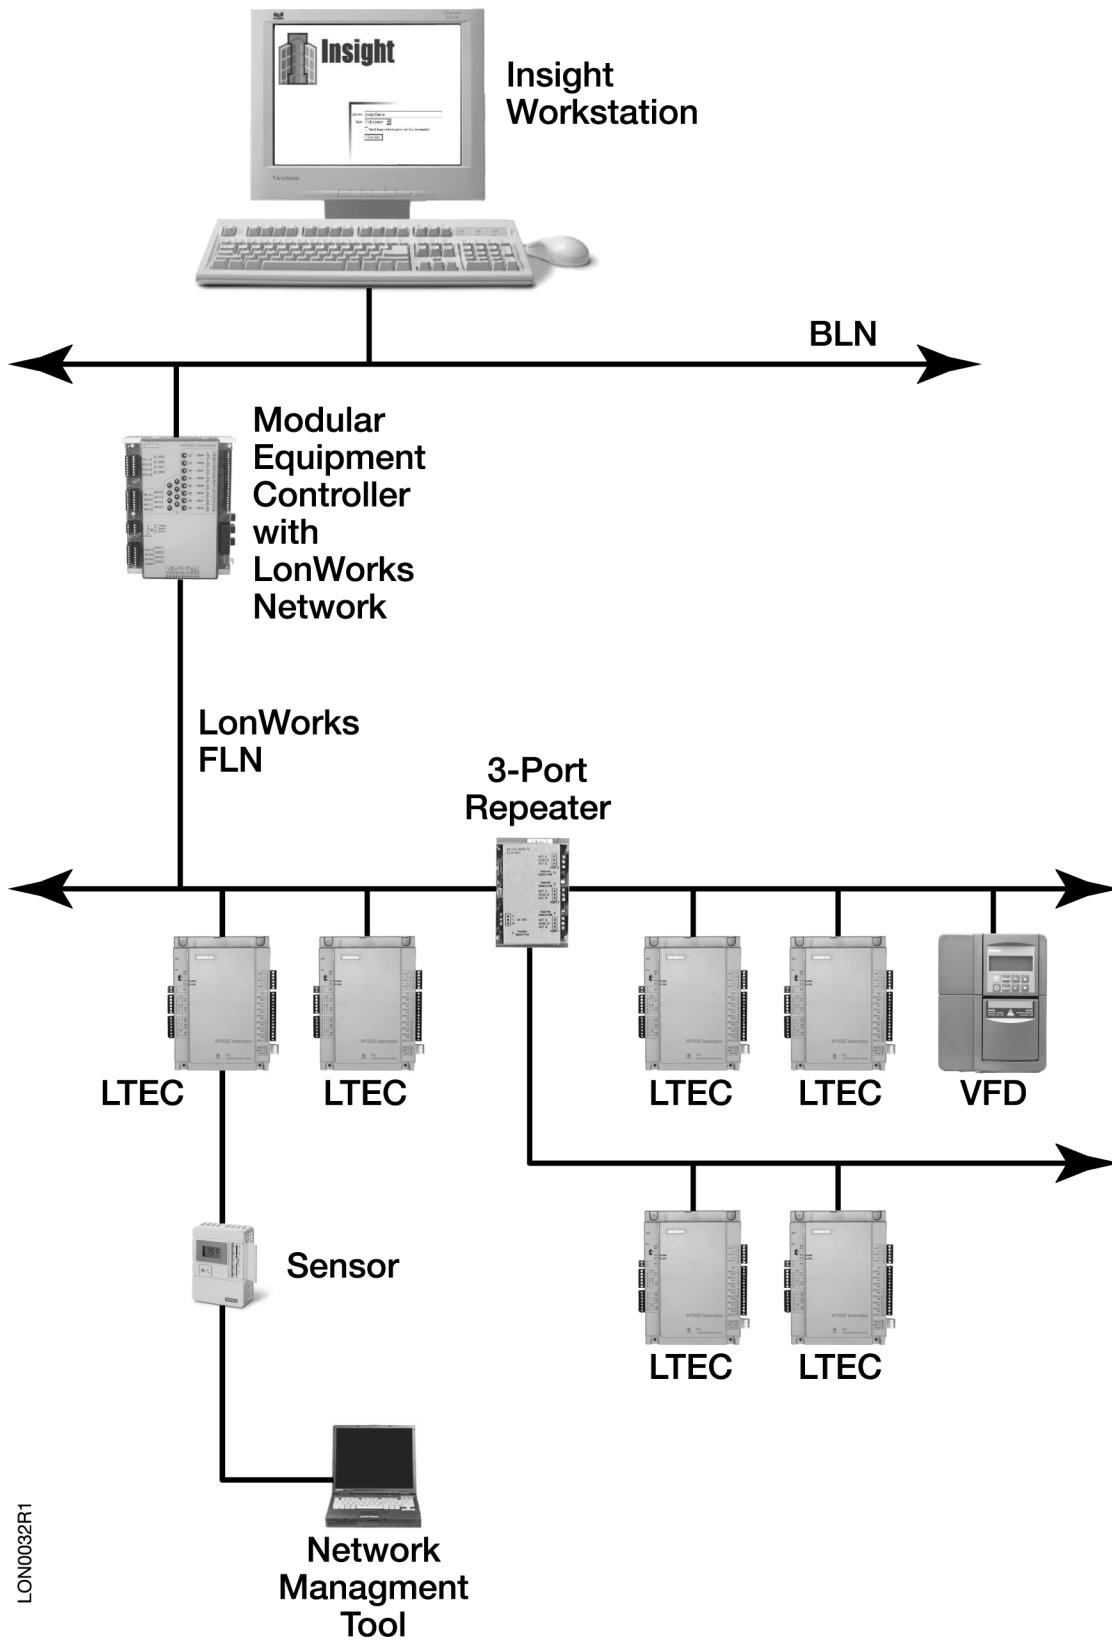 Insight
Insight
Workstation
ViewSonic
BLN
Modular
Equipment
Controller
with
LonWorks
Network
LonWorks
FLN
3-Port
Repeater
LTEC
LTEC
LTEC
LTEC
VFD
Sensor
LTEC
LTEC
Network
Managment
Tool
LON0032R1